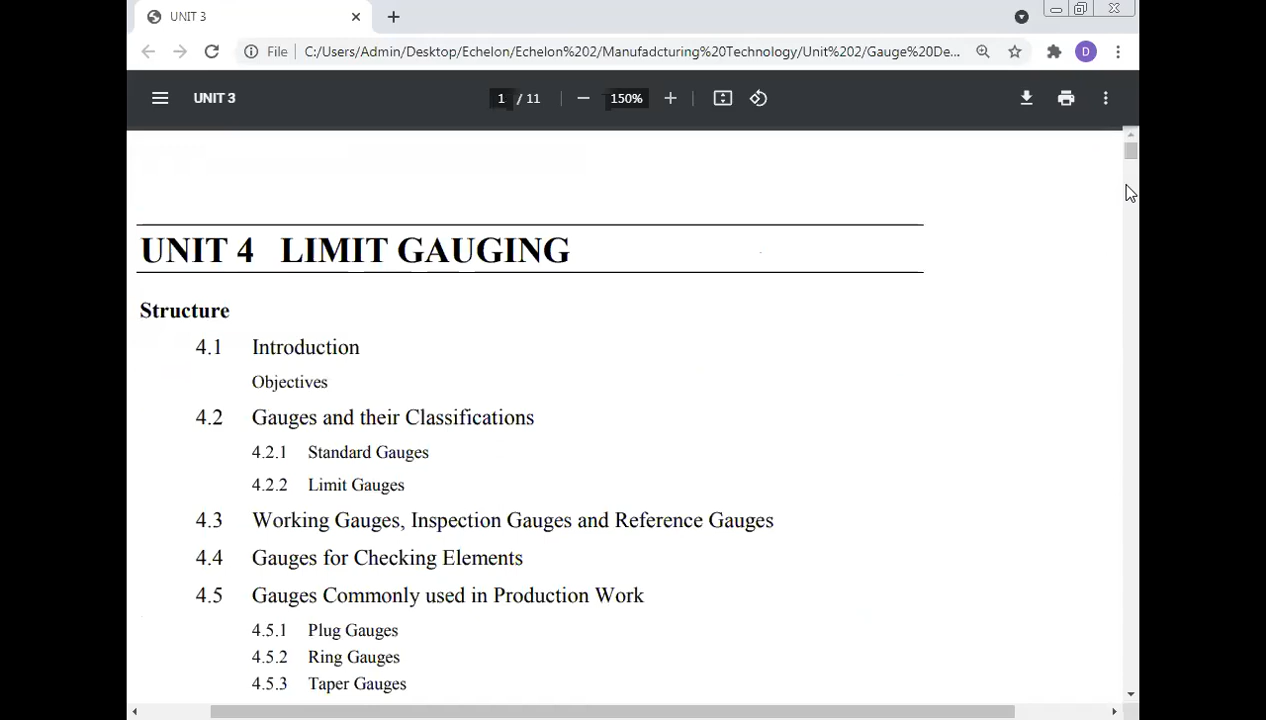 UNIT 3
File C:/Users/Admin/Desktop/Echelon/Echelon%202/Manufadcturing%20Technology/Unit%202/Gauge%20De...
D
UNIT 3
1 / 11
150%
UNIT 4 LIMIT GAUGING
Structure
4.1 Introduction
Objectives
4.2 Gauges and their Classifications
4.2.1 Standard Gauges
4.2.2 Limit Gauges
4.3 Working Gauges, Inspection Gauges and Reference Gauges
4.4 Gauges for Checking Elements
4.5 Gauges Commonly used in Production Work
4.5.1 Plug Gauges
4.5.2 Ring Gauges
4.5.3 Taper Gauges